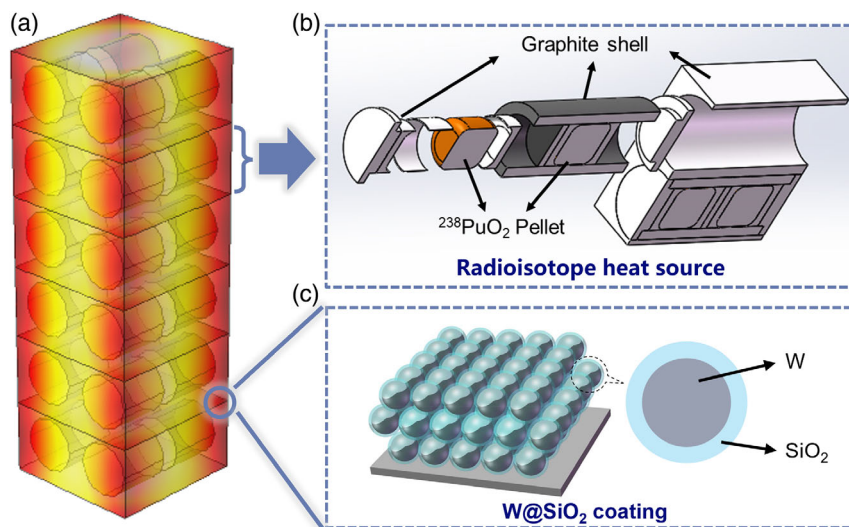 (a)
(b)
Graphite shell
²³⁸PuO₂ Pellet
Radioisotope heat source
(c)
W
SiO₂
W@SiO₂ coating